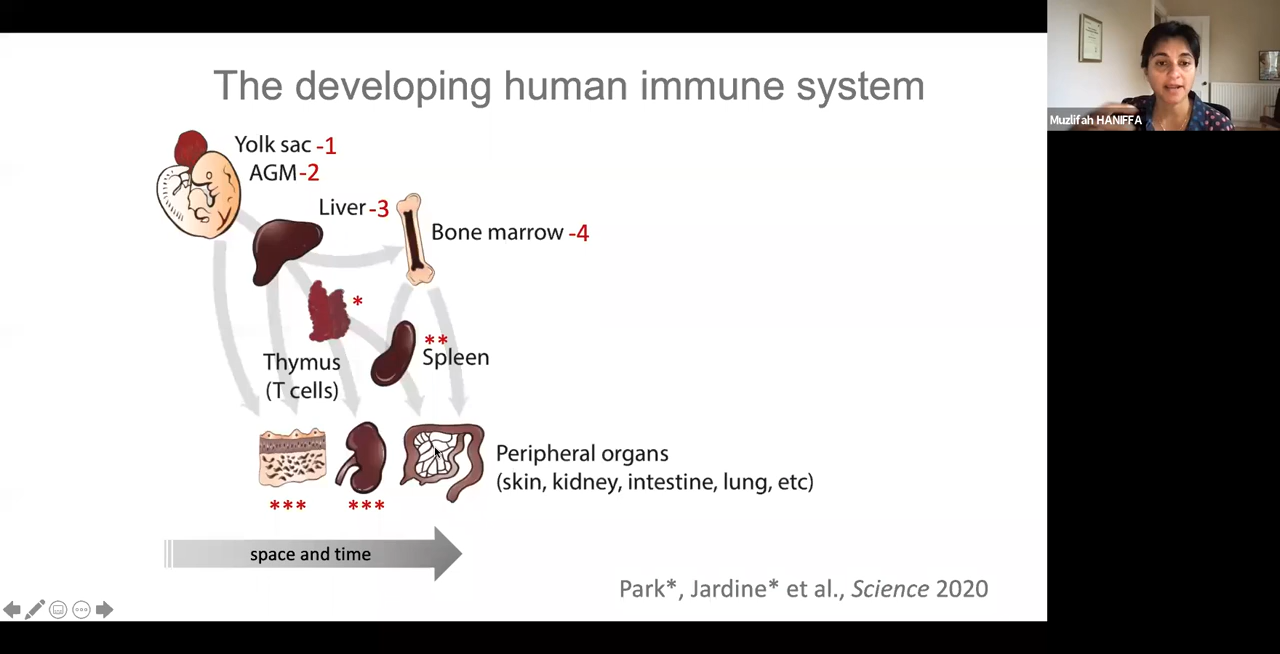 The developing human immune system
Yolk sac -1
AGM-2
Liver-3
Bone marrow -4
*
**
Thymus
(T cells)
Spleen
Peripheral organs
(skin, kidney, intestine, lung, etc)
*** ***
space and time
Park*, Jardine* et al., Science 2020
Muzlifah HANIFFA